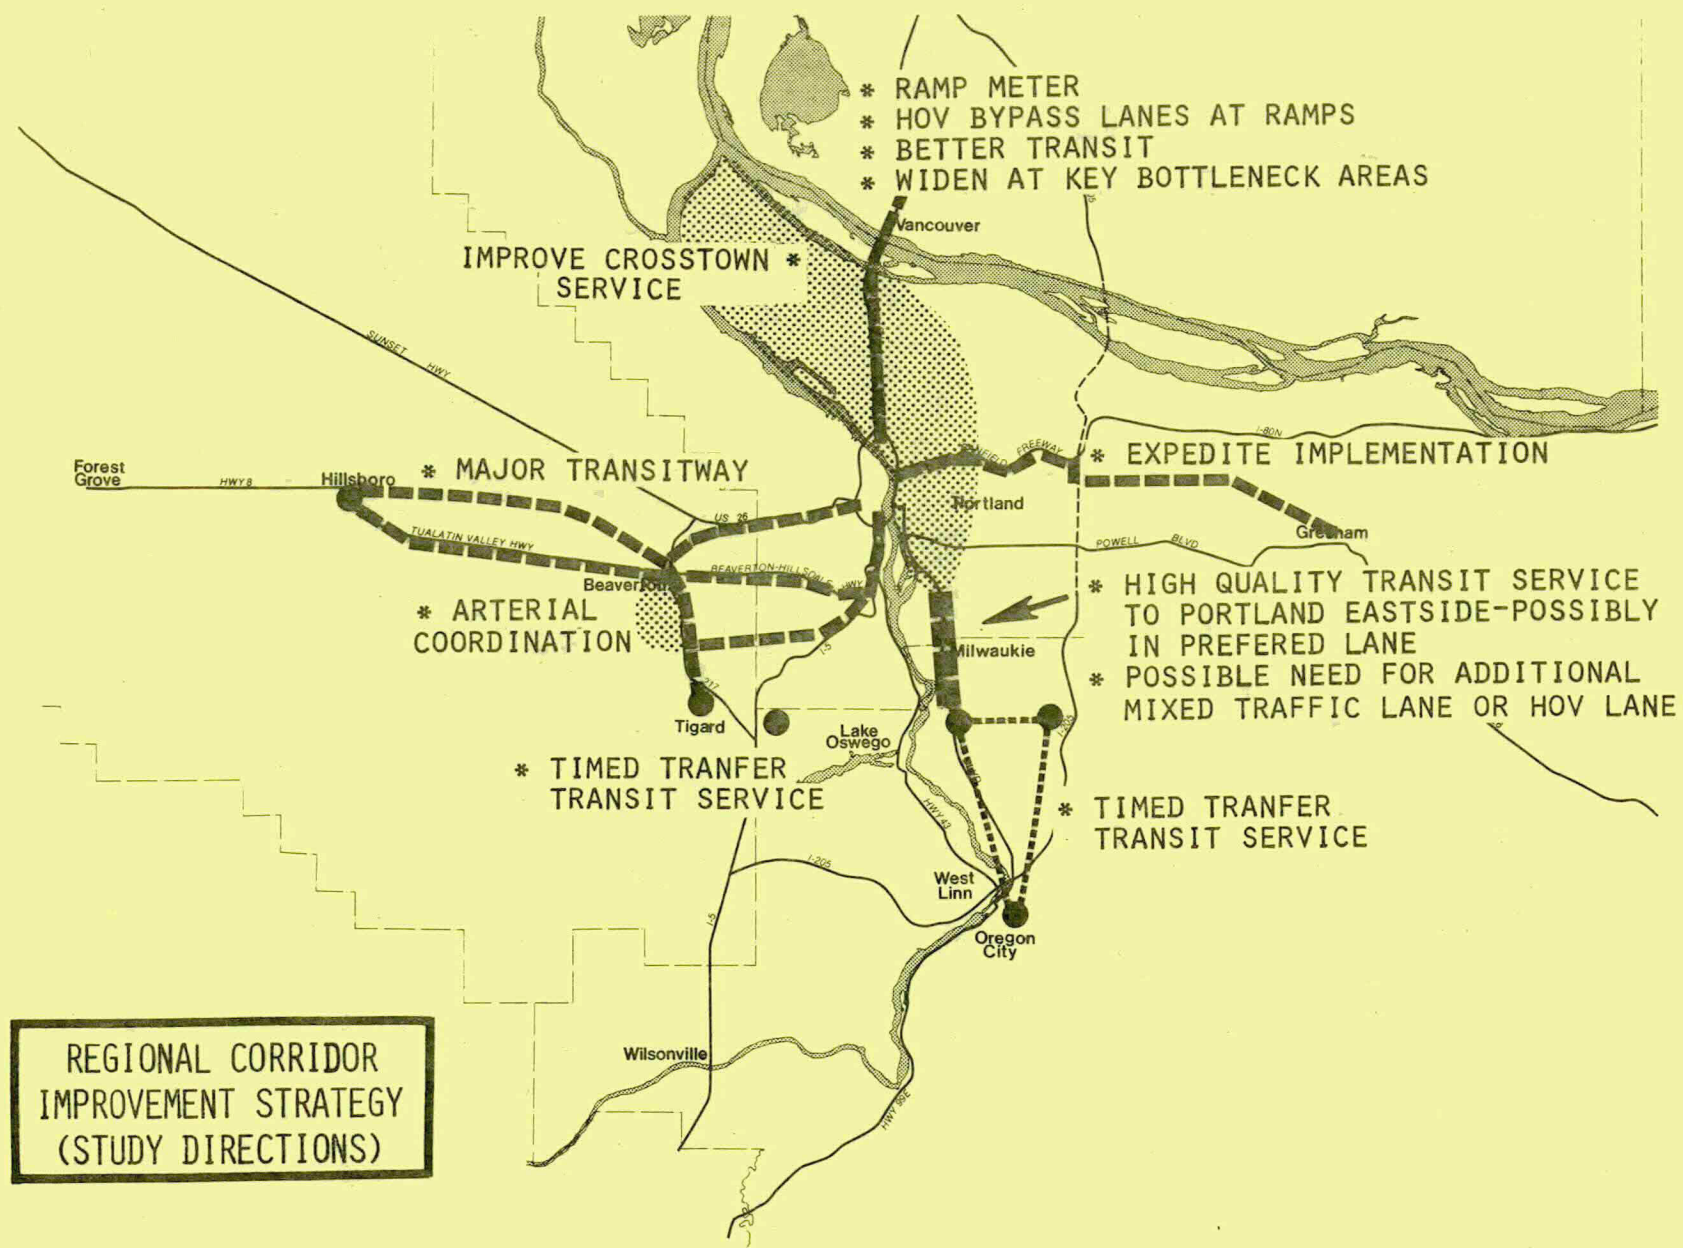 * RAMP METER
* HOV BYPASS LANES AT RAMPS
* BETTER TRANSIT
* WIDEN AT KEY BOTTLENECK AREAS
Vancouver
IMPROVE CROSSTOWN *
SERVICE
SUNSET HWY
I-80N
FREEWAY
* EXPEDITE IMPLEMENTATION
Forest
Grove
HWY 8
Hillsboro
* MAJOR TRANSITWAY
Portland
US 26
Gresham
TUALATIN VALLEY HWY
POWELL BLVD
BEAVERTON-HILLSDALE HWY
Beaverton
* ARTERIAL
COORDINATION
* HIGH QUALITY TRANSIT SERVICE
TO PORTLAND EASTSIDE-POSSIBLY
IN PREFERED LANE
* POSSIBLE NEED FOR ADDITIONAL
MIXED TRAFFIC LANE OR HOV LANE
Milwaukie
I-5
217
Tigard
Lake
Oswego
* TIMED TRANFER
TRANSIT SERVICE
HWY 43
* TIMED TRANFER
TRANSIT SERVICE
I-205
West
Linn
I-5
Oregon
City
Wilsonville
HWY 99E
REGIONAL CORRIDOR
IMPROVEMENT STRATEGY
(STUDY DIRECTIONS)